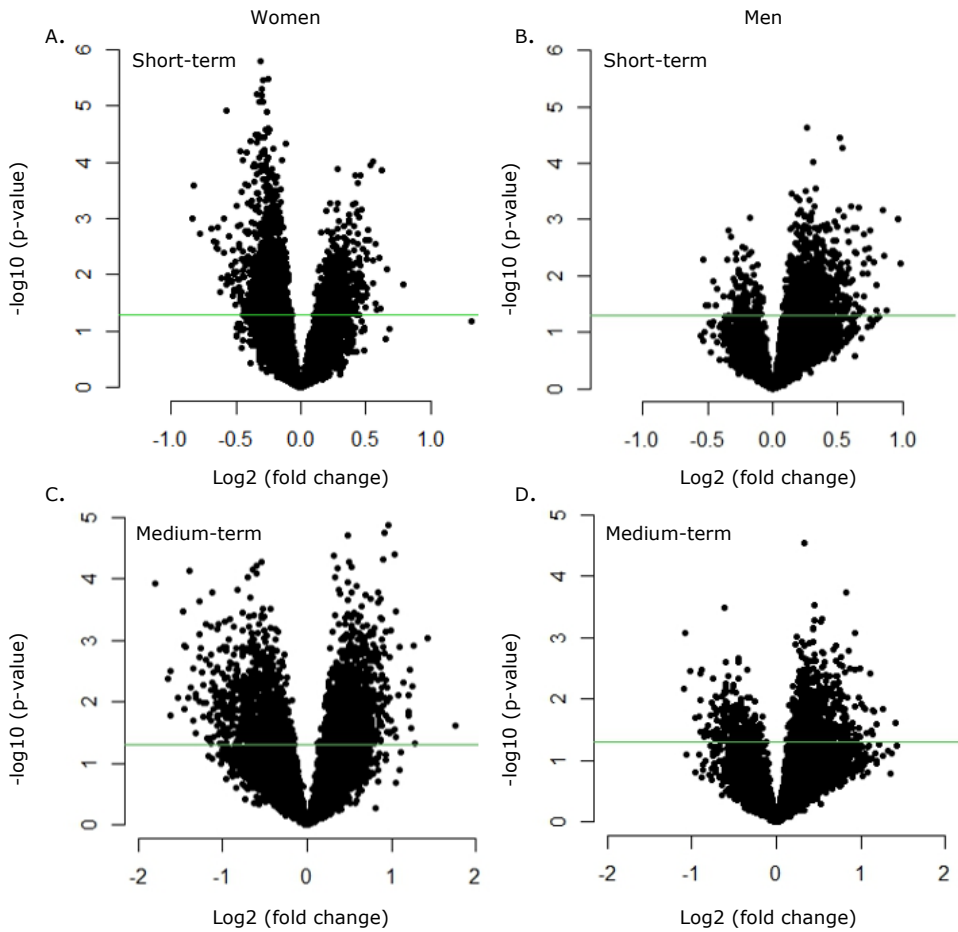 Women
Men
A.
B.
Short-term
Short-term
-log10 (p-value)
6
5
4
3
2
1
0
-log10 (p-value)
6
5
4
3
2
1
0
-1.0 -0.5 0.0 0.5 1.0
-1.0 -0.5 0.0 0.5 1.0
Log2 (fold change)
Log2 (fold change)
C.
D.
Medium-term
Medium-term
-log10 (p-value)
5
4
3
2
1
0
-log10 (p-value)
5
4
3
2
1
0
-2 -1 0 1 2
-2 -1 0 1 2
Log2 (fold change)
Log2 (fold change)